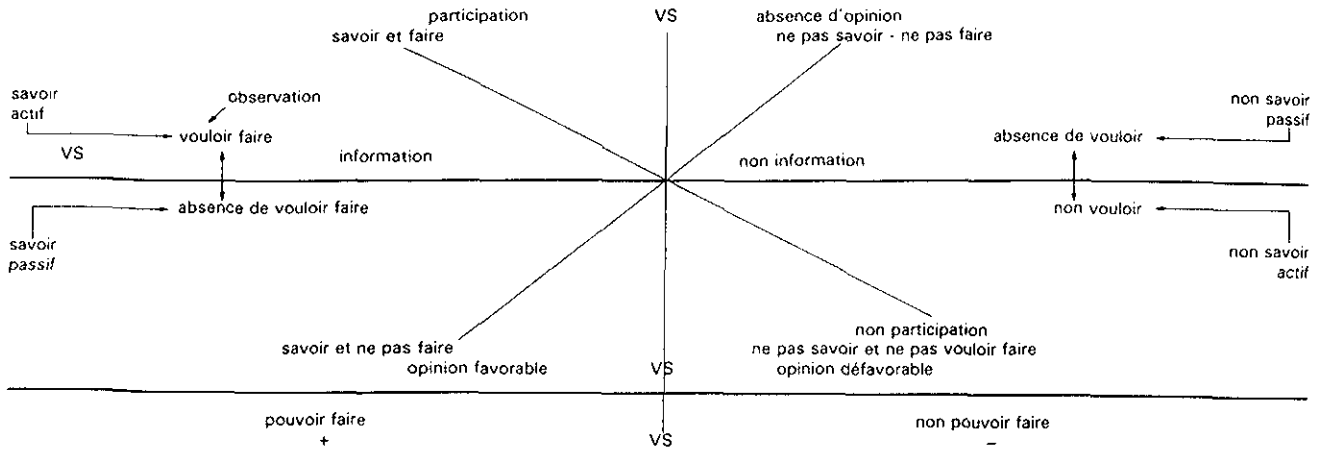 participation
VS
absence d'opinion
savoir et faire
ne pas savoir - ne pas faire
savoir
actif
observation
vouloir faire
VS
information
non information
absence de vouloir
non savoir
passif
absence de vouloir faire
non vouloir
savoir
passif
non savoir
actif
savoir et ne pas faire
opinion favorable
VS
non participation
ne pas savoir et ne pas vouloir faire
opinion défavorable
pouvoir faire
+
VS
non pouvoir faire
–